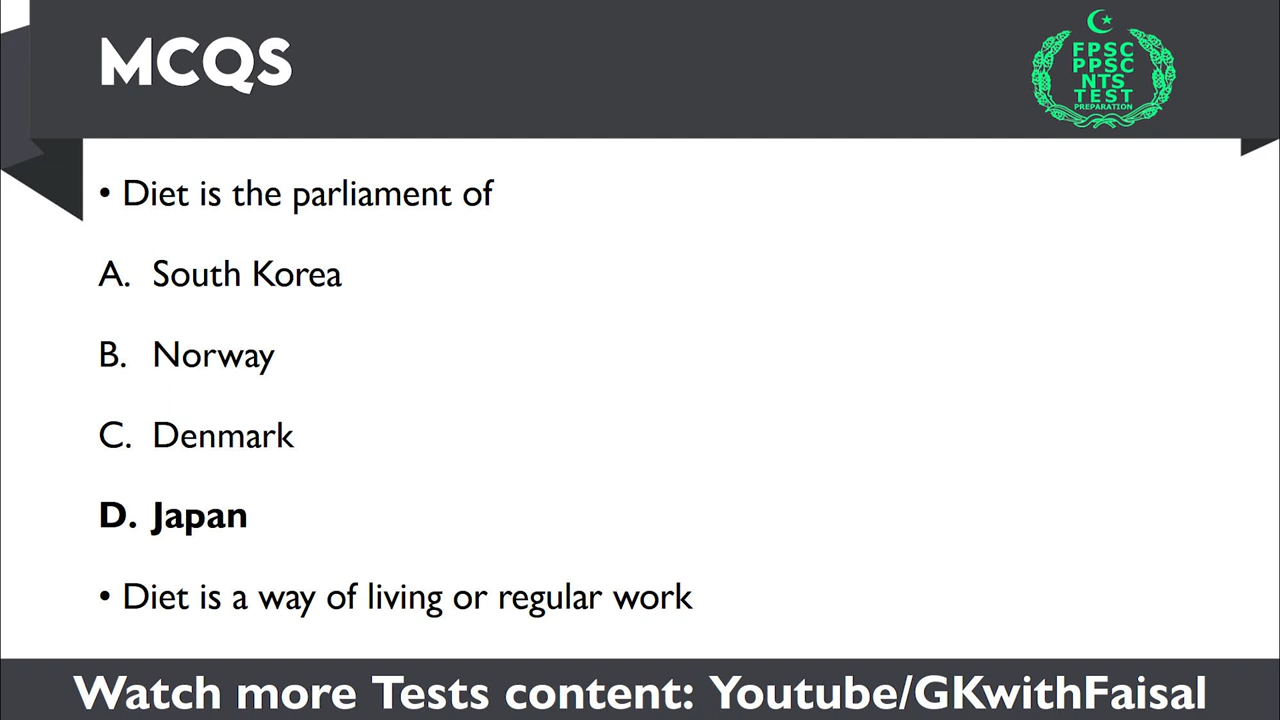 MCQS
FPSC
PPSC
NTS
TEST
PREPARATION
• Diet is the parliament of
A. South Korea
B. Norway
C. Denmark
D. Japan
• Diet is a way of living or regular work
Watch more Tests content: Youtube/GKwithFaisal